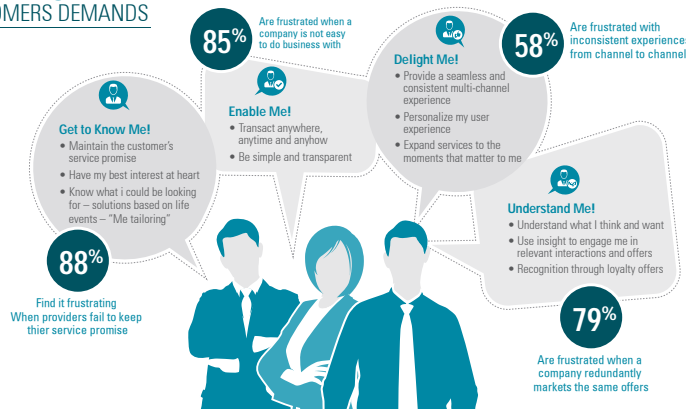 OMERS DEMANDS
85%
Are frustrated when a
company is not easy
to do business with
Enable Me!
• Transact anywhere,
anytime and anyhow
• Be simple and transparent
Delight Me!
• Provide a seamless and
consistent multi-channel
experience
• Personalize my user
experience
• Expand services to the
moments that matter to me
58%
Are frustrated with
inconsistent experiences
from channel to channel
Get to Know Me!
• Maintain the customer's
service promise
• Have my best interest at heart
• Know what i could be looking
for – solutions based on life
events – “Me tailoring”
88%
Find it frustrating
When providers fail to keep
thier service promise
Understand Me!
• Understand what I think and want
• Use insight to engage me in
relevant interactions and offers
• Recognition through loyalty offers
79%
Are frustrated when a
company redundantly
markets the same offers